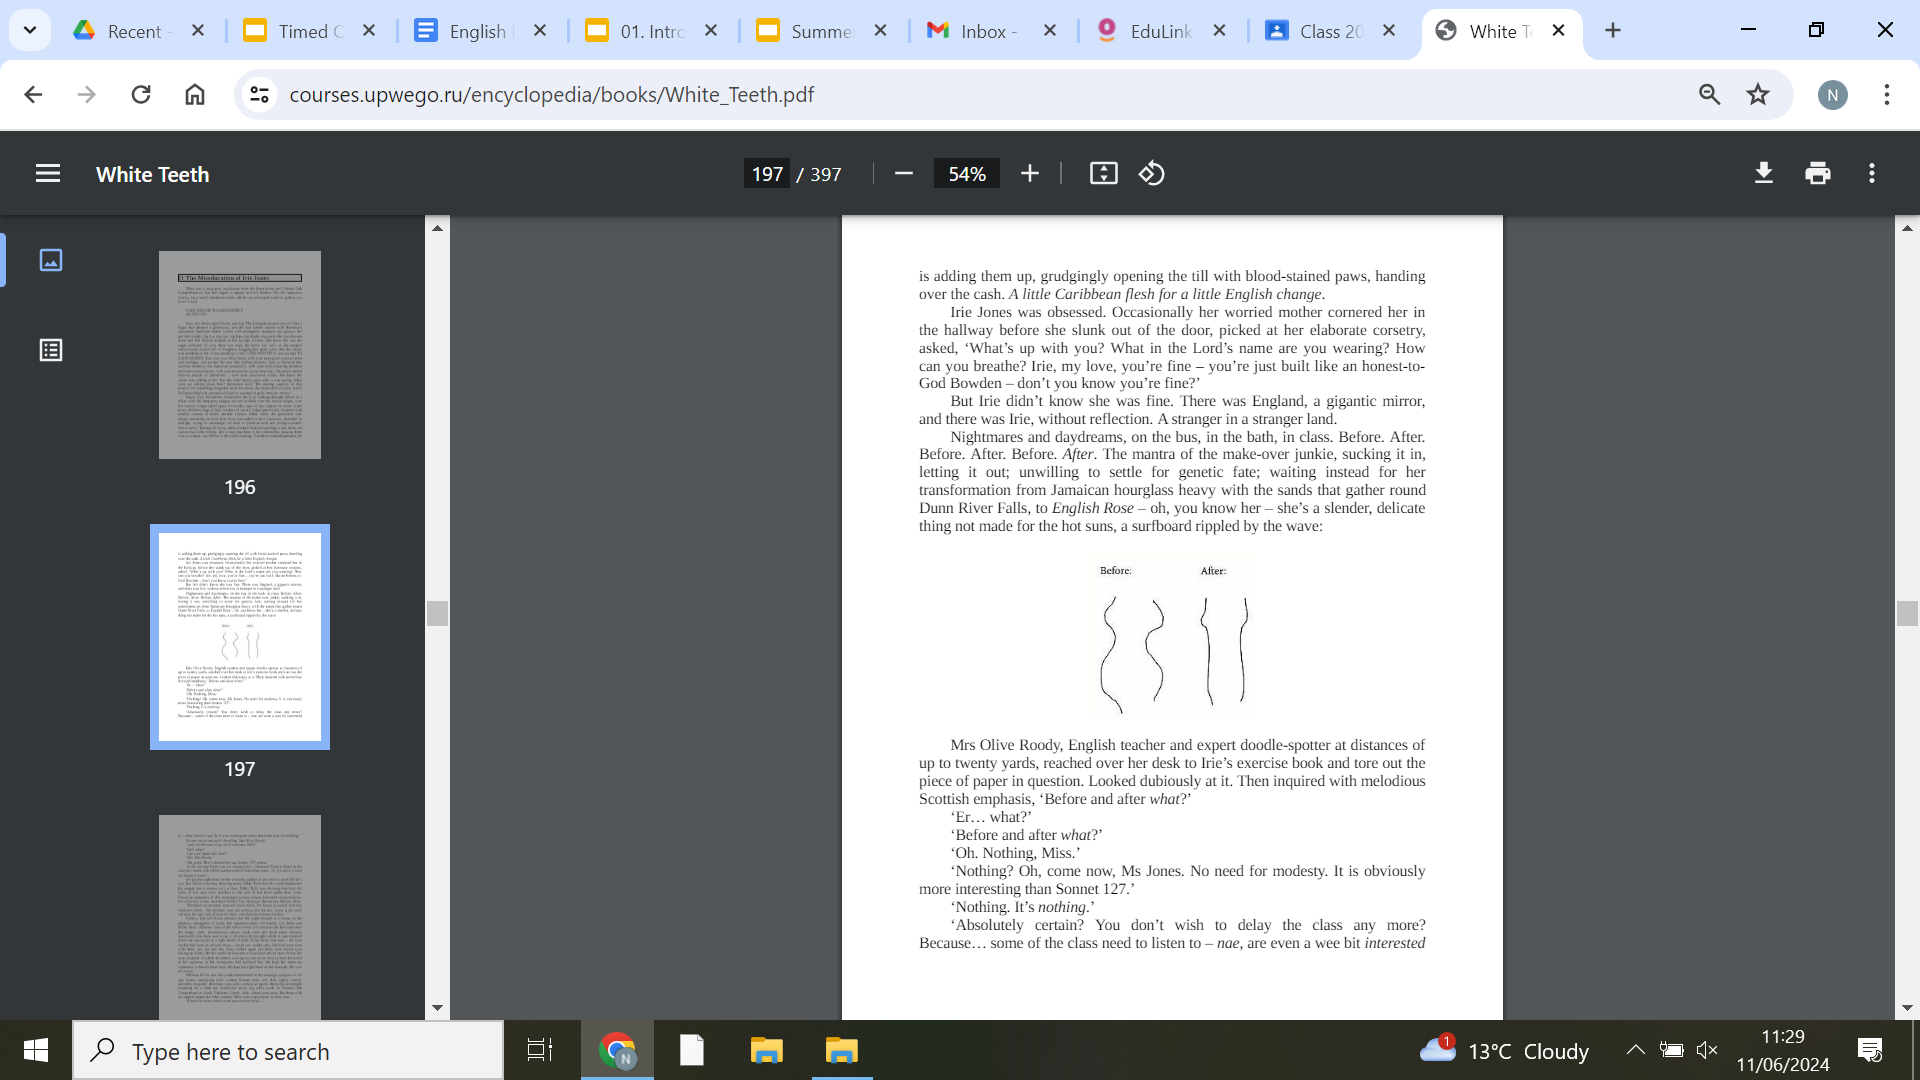 Recent -
Timed C
English
01. Intro
Summer
Inbox -
EduLink
Class 20
White Te
courses.upwego.ru/encyclopedia/books/White_Teeth.pdf
N
White Teeth
197 / 397
54%
11 The Miseducation of Irie Jones
196
197
is adding them up, grudgingly opening the till with blood-stained paws, handing
over the cash. A little Caribbean flesh for a little English change.
Irie Jones was obsessed. Occasionally her worried mother cornered her in
the hallway before she slunk out of the door, picked at her elaborate corsetry,
asked, ‘What’s up with you? What in the Lord’s name are you wearing? How
can you breathe? Irie, my love, you’re fine – you’re just built like an honest-to-
God Bowden – don’t you know you’re fine?’
But Irie didn’t know she was fine. There was England, a gigantic mirror,
and there was Irie, without reflection. A stranger in a stranger land.
Nightmares and daydreams, on the bus, in the bath, in class. Before. After.
Before. After. Before. After. The mantra of the make-over junkie, sucking it in,
letting it out; unwilling to settle for genetic fate; waiting instead for her
transformation from Jamaican hourglass heavy with the sands that gather round
Dunn River Falls, to English Rose – oh, you know her – she’s a slender, delicate
thing not made for the hot suns, a surfboard rippled by the wave:
Before: After:
Mrs Olive Roody, English teacher and expert doodle-spotter at distances of
up to twenty yards, reached over her desk to Irie’s exercise book and tore out the
piece of paper in question. Looked dubiously at it. Then inquired with melodious
Scottish emphasis, ‘Before and after what?’
‘Er… what?’
‘Before and after what?’
‘Oh. Nothing, Miss.’
‘Nothing? Oh, come now, Ms Jones. No need for modesty. It is obviously
more interesting than Sonnet 127.’
‘Nothing. It’s nothing.’
‘Absolutely certain? You don’t wish to delay the class any more?
Because… some of the class need to listen to – nae, are even a wee bit interested
Type here to search
N
1
13°C Cloudy
11:29
11/06/2024